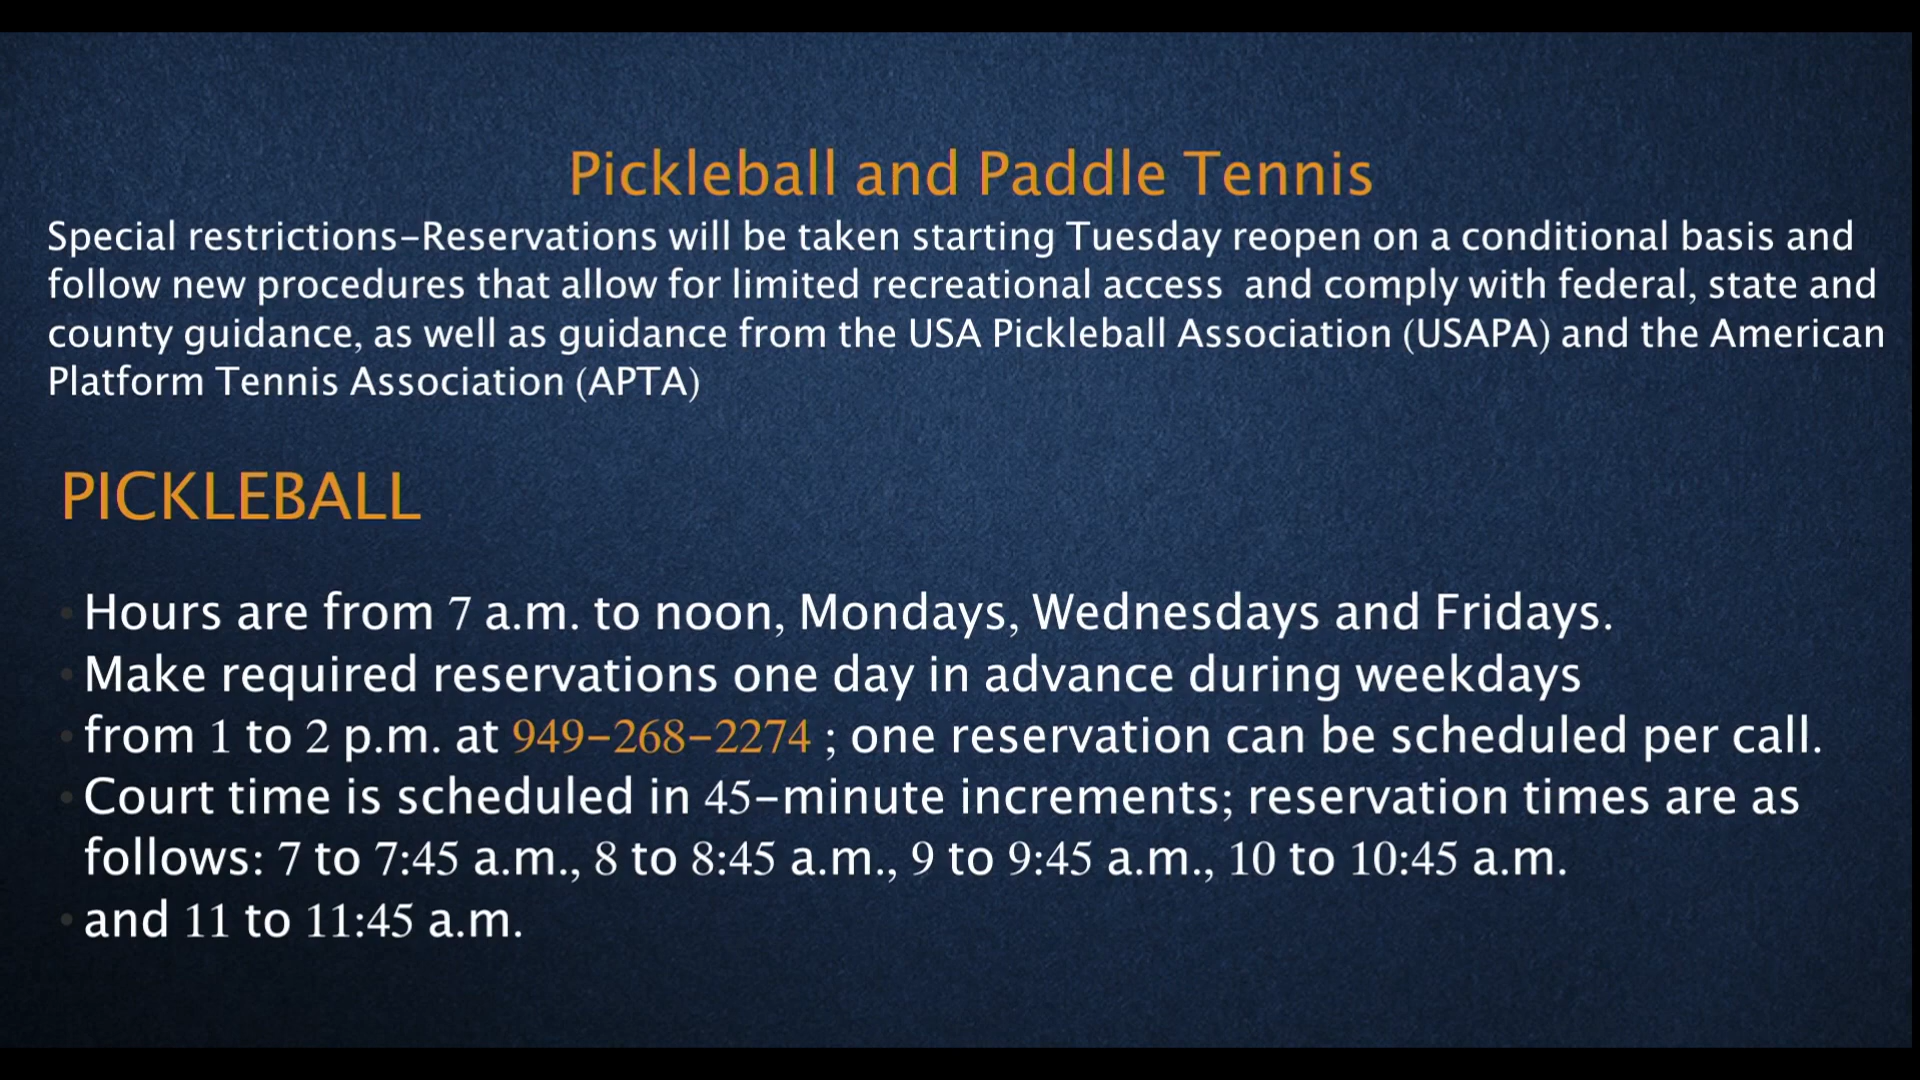 Pickleball and Paddle Tennis
Special restrictions–Reservations will be taken starting Tuesday reopen on a conditional basis and
follow new procedures that allow for limited recreational access  and comply with federal, state and
county guidance, as well as guidance from the USA Pickleball Association (USAPA) and the American
Platform Tennis Association (APTA)
PICKLEBALL
• Hours are from 7 a.m. to noon, Mondays, Wednesdays and Fridays.
• Make required reservations one day in advance during weekdays
• from 1 to 2 p.m. at 949–268–2274 ; one reservation can be scheduled per call.
• Court time is scheduled in 45–minute increments; reservation times are as
follows: 7 to 7:45 a.m., 8 to 8:45 a.m., 9 to 9:45 a.m., 10 to 10:45 a.m.
• and 11 to 11:45 a.m.